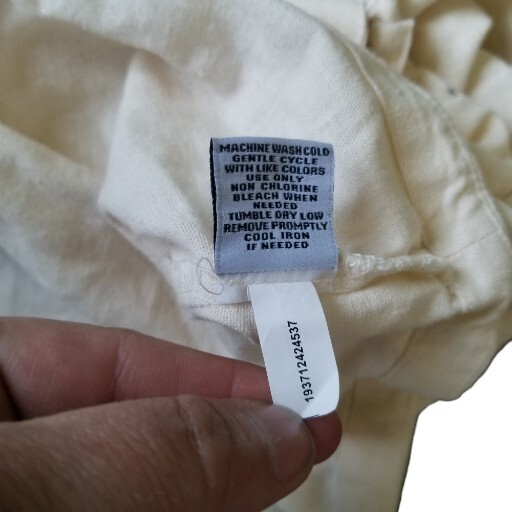 MACHINE WASH COLD
GENTLE CYCLE
WITH LIKE COLORS
USE ONLY
NON CHLORINE
BLEACH WHEN
NEEDED
TUMBLE DRY LOW
REMOVE PROMPTLY
COOL IRON
IF NEEDED
193712424537